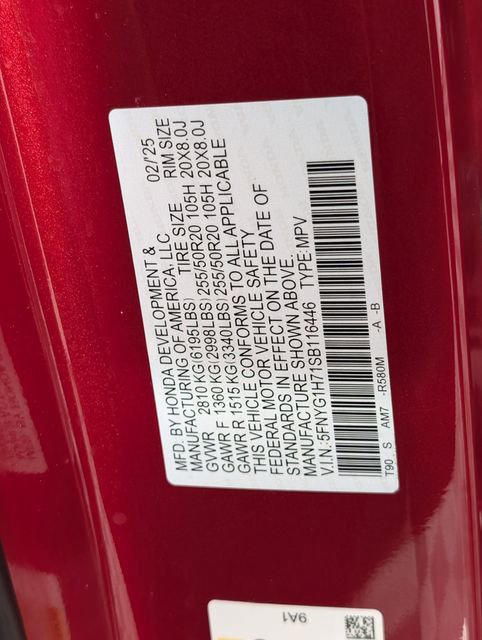 MFD. BY HONDA DEVELOPMENT &
MANUFACTURING OF AMERICA, LLC 02/'25
GVWR TIRE SIZE RIM SIZE
2810 KG(6195LBS)
GAWR F 1360 KG(2998LBS) 255/50R20 105H 20X8.0J
GAWR R 1515 KG(3340LBS) 255/50R20 105H 20X8.0J
THIS VEHICLE CONFORMS TO ALL APPLICABLE
FEDERAL MOTOR VEHICLE SAFETY
STANDARDS IN EFFECT ON THE DATE OF
MANUFACTURE SHOWN ABOVE.
V.I.N.:5FNYG1H71SB116446 TYPE:MPV
T90 , S AM7 -R580M -A -B
9A1